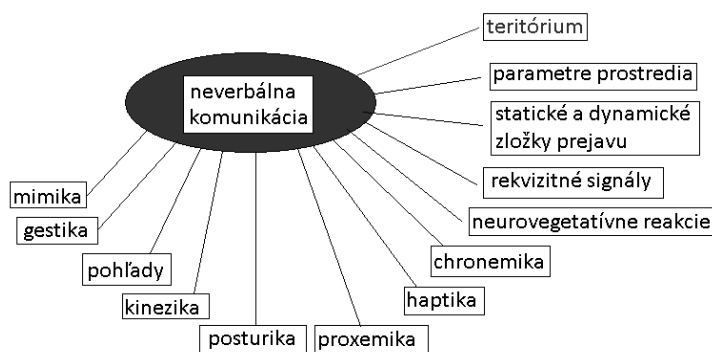 teritórium
neverbálna
komunikácia
parametre prostredia
statické a dynamické
zložky prejavu
rekvizitné signály
neurovegetatívne reakcie
chronemika
haptika
proxemika
posturika
kinezika
pohľady
gestika
mimika